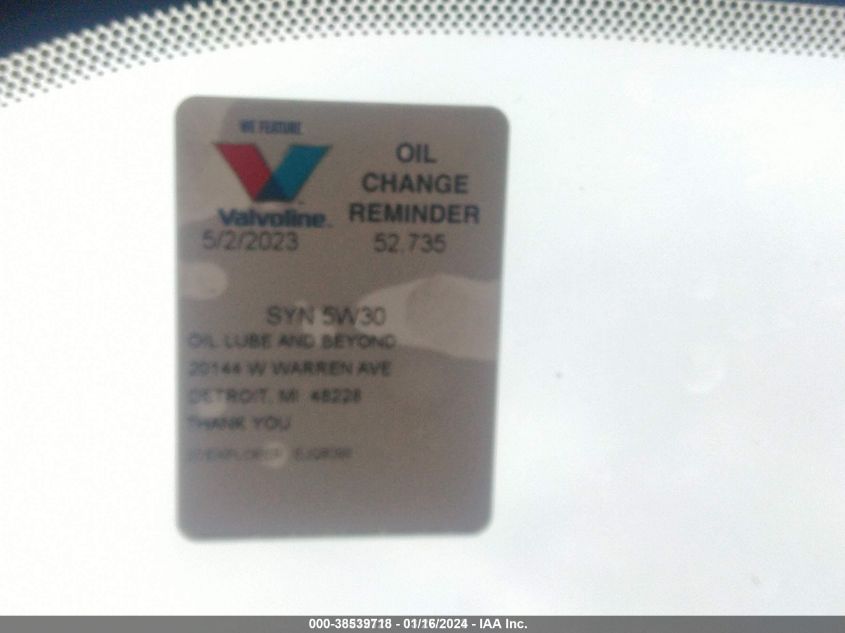 WE FEATURE
Valvoline.
OIL
CHANGE
REMINDER
5/2/2023 52,735
SYN 5W30
OIL LUBE AND BEYOND
20144 W WARREN AVE
DETROIT, MI 48228
THANK YOU
000-38539718 - 01/16/2024 - IAA Inc.